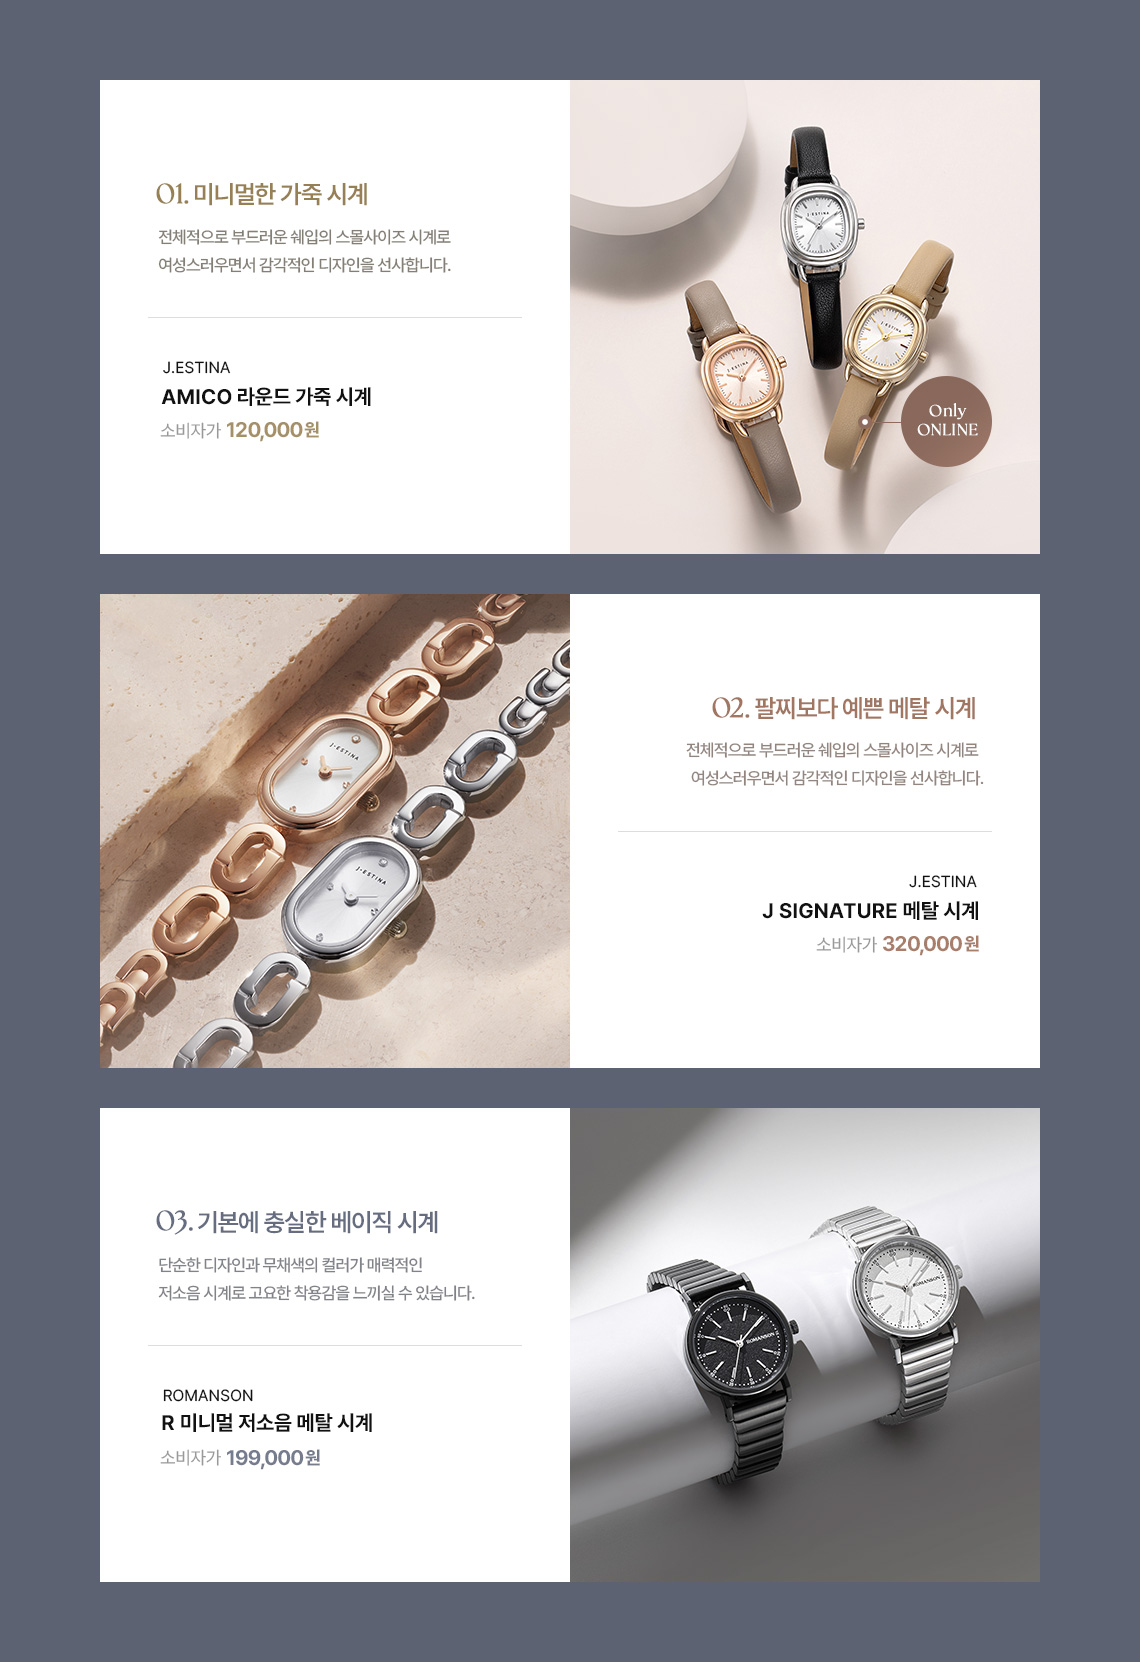 01. 미니멀한 가죽 시계
전체적으로 부드러운 쉐입의 스몰사이즈 시계로
여성스러우면서 감각적인 디자인을 선사합니다.
J.ESTINA
AMICO 라운드 가죽 시계
소비자가 120,000원
J.ESTINA
J.ESTINA
J.ESTINA
Only
ONLINE
J.ESTINA
J.ESTINA
02. 팔찌보다 예쁜 메탈 시계
전체적으로 부드러운 쉐입의 스몰사이즈 시계로
여성스러우면서 감각적인 디자인을 선사합니다.
J.ESTINA
J SIGNATURE 메탈 시계
소비자가 320,000원
03. 기본에 충실한 베이직 시계
단순한 디자인과 무채색의 컬러가 매력적인
저소음 시계로 고요한 착용감을 느끼실 수 있습니다.
ROMANSON
R 미니멀 저소음 메탈 시계
소비자가 199,000원
ROMANSON
ROMANSON